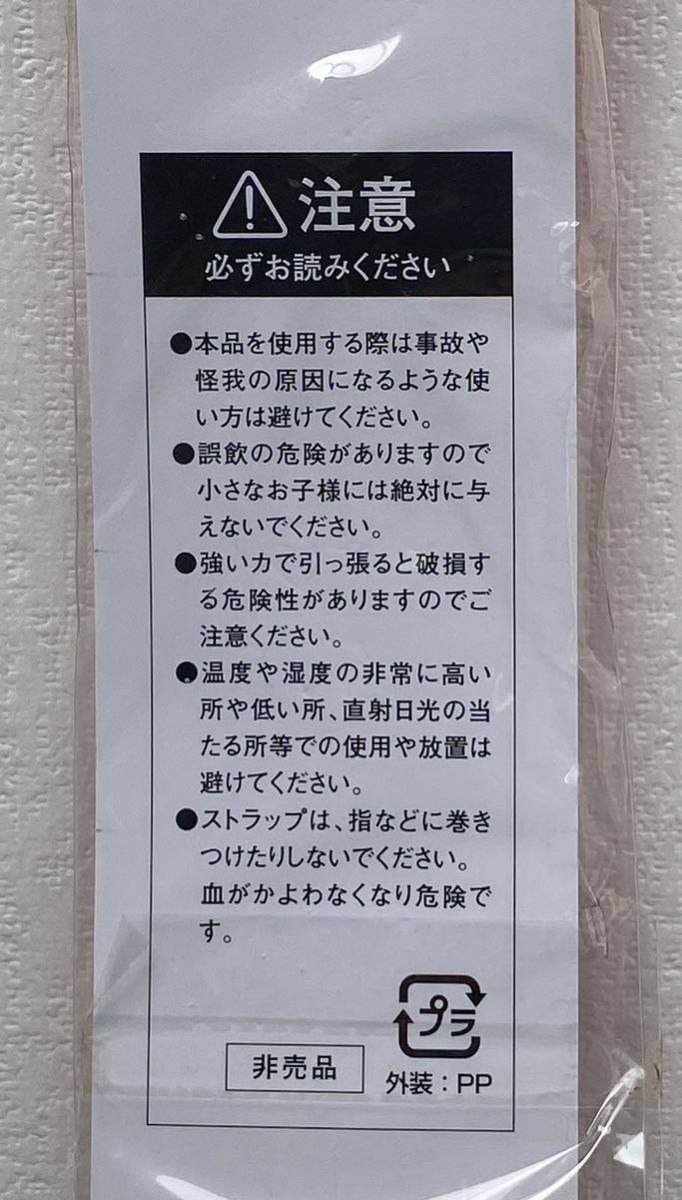 注意
必ずお読みください
●本品を使用する際は事故や
怪我の原因になるような使
い方は避けてください。
●誤飲の危険がありますので
小さなお子様には絶対に与
えないでください。
●強い力で引っ張ると破損す
る危険性がありますのでご
注意ください。
●温度や湿度の非常に高い
所や低い所、直射日光の当
たる所等での使用や放置は
避けてください。
●ストラップは、指などに巻き
つけたりしないでください。
血がかよわなくなり危険で
す。
プラ
非売品
外装：PP